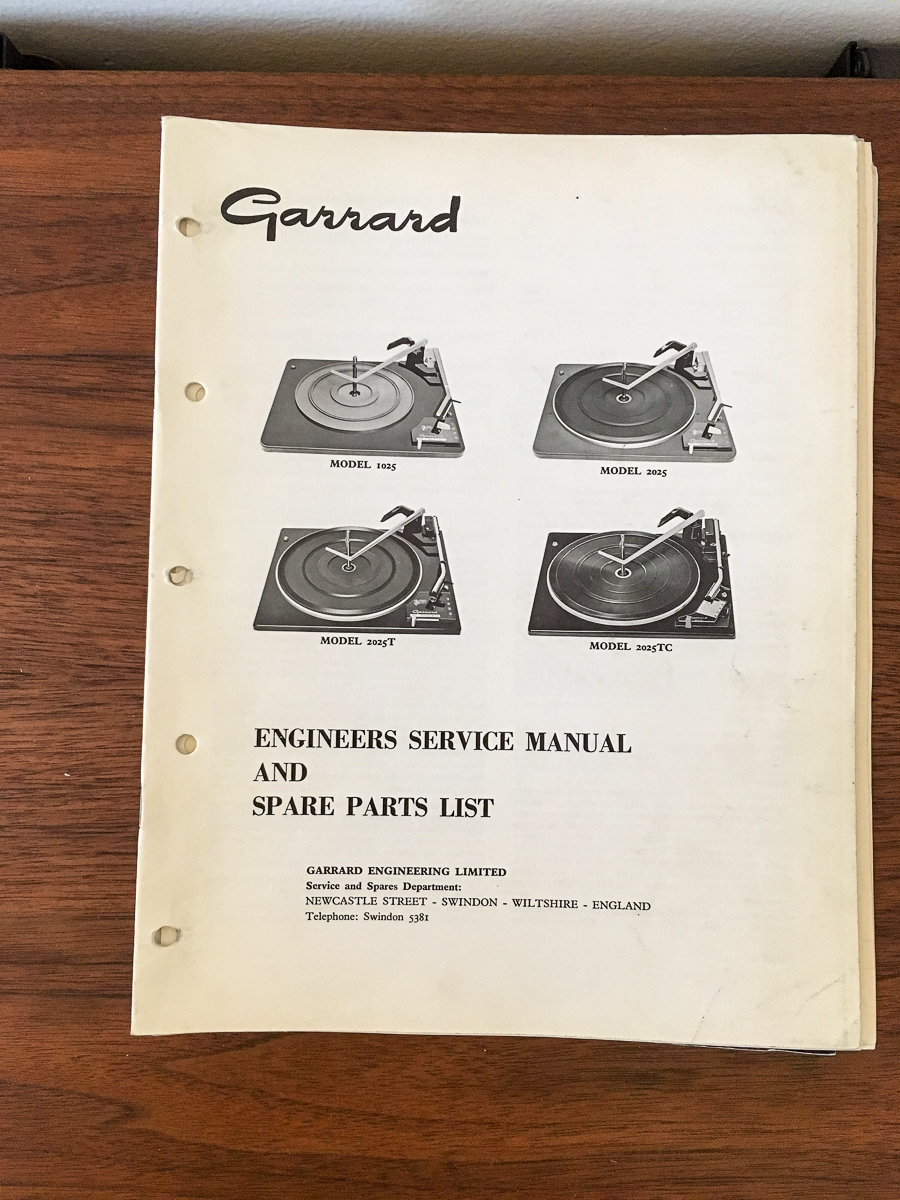 Garrard
MODEL 1025
MODEL 2025
Garrard
MODEL 2025T
MODEL 2025TC
ENGINEERS SERVICE MANUAL
AND
SPARE PARTS LIST
GARRARD ENGINEERING LIMITED
Service and Spares Department:
NEWCASTLE STREET - SWINDON - WILTSHIRE - ENGLAND
Telephone: Swindon 5381